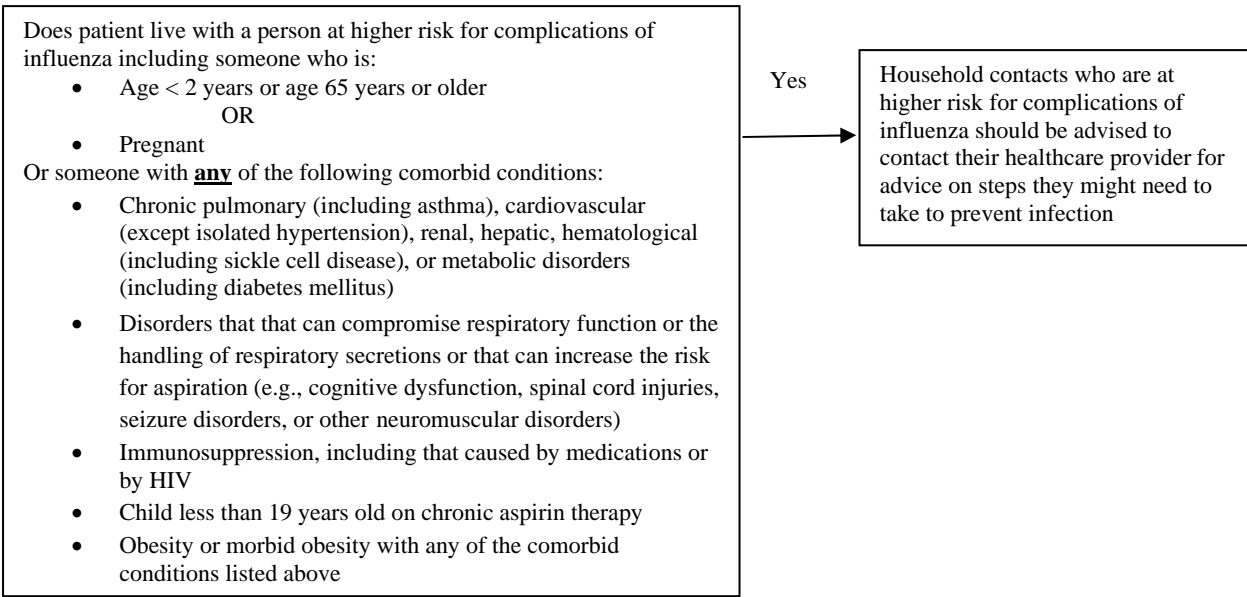 Does patient live with a person at higher risk for complications of
influenza including someone who is:
• Age < 2 years or age 65 years or older
OR
• Pregnant
Or someone with any of the following comorbid conditions:
• Chronic pulmonary (including asthma), cardiovascular
(except isolated hypertension), renal, hepatic, hematological
(including sickle cell disease), or metabolic disorders
(including diabetes mellitus)
• Disorders that that can compromise respiratory function or the
handling of respiratory secretions or that can increase the risk
for aspiration (e.g., cognitive dysfunction, spinal cord injuries,
seizure disorders, or other neuromuscular disorders)
• Immunosuppression, including that caused by medications or
by HIV
• Child less than 19 years old on chronic aspirin therapy
• Obesity or morbid obesity with any of the comorbid
conditions listed above
Yes
Household contacts who are at
higher risk for complications of
influenza should be advised to
contact their healthcare provider for
advice on steps they might need to
take to prevent infection